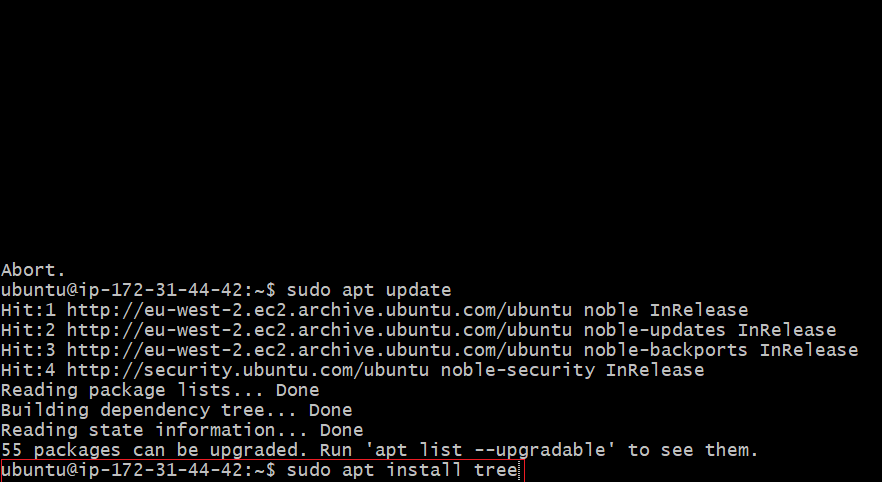 Abort.
ubuntu@ip-172-31-44-42:~$ sudo apt update
Hit:1 http://eu-west-2.ec2.archive.ubuntu.com/ubuntu noble InRelease
Hit:2 http://eu-west-2.ec2.archive.ubuntu.com/ubuntu noble-updates InRelease
Hit:3 http://eu-west-2.ec2.archive.ubuntu.com/ubuntu noble-backports InRelease
Hit:4 http://security.ubuntu.com/ubuntu noble-security InRelease
Reading package lists... Done
Building dependency tree... Done
Reading state information... Done
55 packages can be upgraded. Run 'apt list --upgradable' to see them.
ubuntu@ip-172-31-44-42:~$ sudo apt install tree